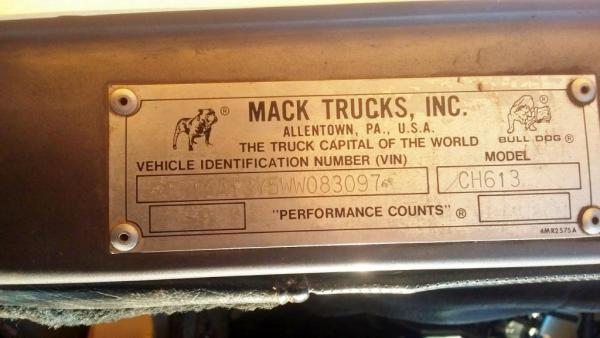 MACK TRUCKS, INC.
ALLENTOWN, PA., U.S.A.
THE TRUCK CAPITAL OF THE WORLD
BULL DOG ®
VEHICLE IDENTIFICATION NUMBER (VIN)
MODEL
CH613
"PERFORMANCE COUNTS" ®
4MR2575A